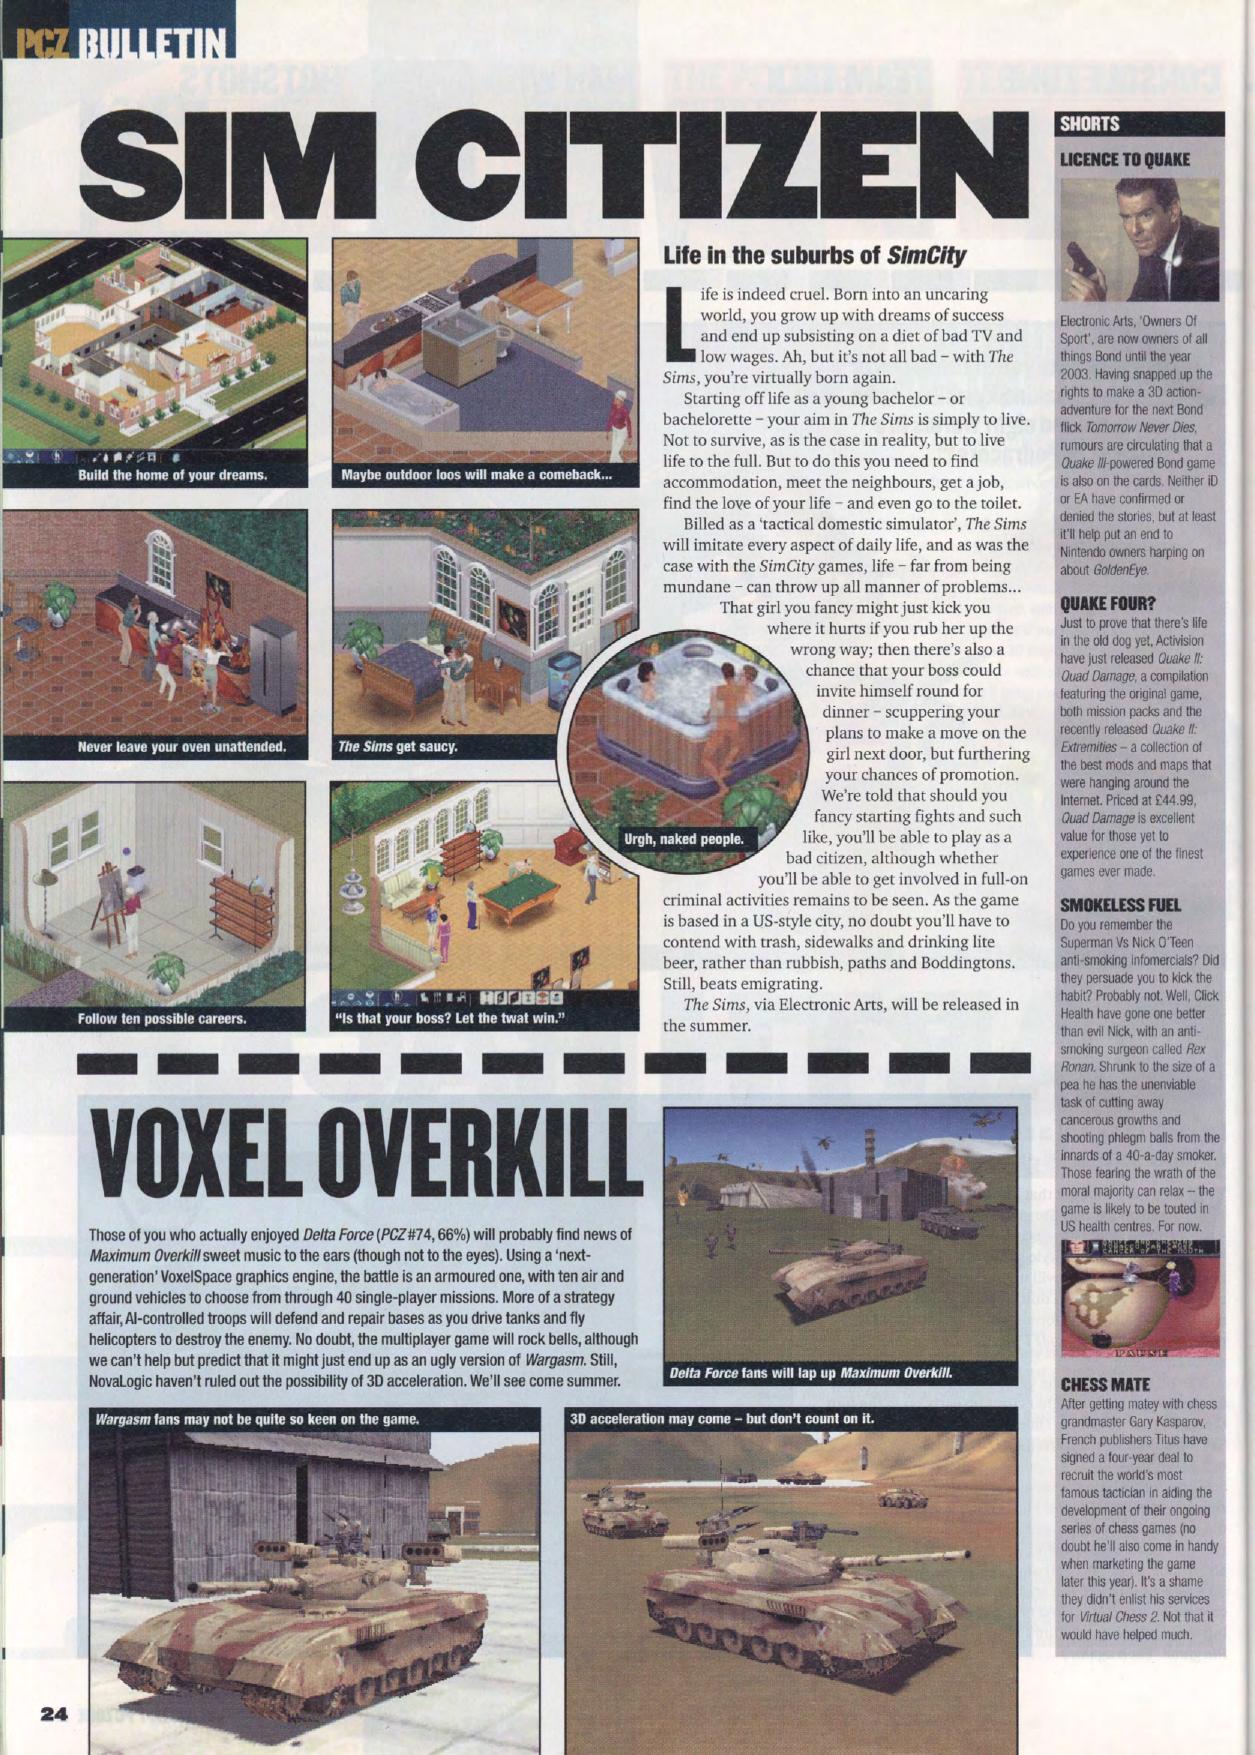 PCZ BULLETIN
SIM CITIZEN
Build the home of your dreams.
Maybe outdoor loos will make a comeback...
Never leave your oven unattended.
The Sims get saucy.
Urgh, naked people.
Follow ten possible careers.
"Is that your boss? Let the twat win."
Life in the suburbs of SimCity
Life is indeed cruel. Born into an uncaring
world, you grow up with dreams of success
and end up subsisting on a diet of bad TV and
low wages. Ah, but it's not all bad – with The
Sims, you're virtually born again.
Starting off life as a young bachelor – or
bachelorette – your aim in The Sims is simply to live.
Not to survive, as is the case in reality, but to live
life to the full. But to do this you need to find
accommodation, meet the neighbours, get a job,
find the love of your life – and even go to the toilet.
Billed as a 'tactical domestic simulator', The Sims
will imitate every aspect of daily life, and as was the
case with the SimCity games, life – far from being
mundane – can throw up all manner of problems...
That girl you fancy might just kick you
where it hurts if you rub her up the
wrong way; then there's also a
chance that your boss could
invite himself round for
dinner – scuppering your
plans to make a move on the
girl next door, but furthering
your chances of promotion.
We're told that should you
fancy starting fights and such
like, you'll be able to play as a
bad citizen, although whether
you'll be able to get involved in full-on
criminal activities remains to be seen. As the game
is based in a US-style city, no doubt you'll have to
contend with trash, sidewalks and drinking lite
beer, rather than rubbish, paths and Boddingtons.
Still, beats emigrating.
The Sims, via Electronic Arts, will be released in
the summer.
VOXEL OVERKILL
Those of you who actually enjoyed Delta Force (PCZ #74, 66%) will probably find news of
Maximum Overkill sweet music to the ears (though not to the eyes). Using a 'next-
generation' VoxelSpace graphics engine, the battle is an armoured one, with ten air and
ground vehicles to choose from through 40 single-player missions. More of a strategy
affair, AI-controlled troops will defend and repair bases as you drive tanks and fly
helicopters to destroy the enemy. No doubt, the multiplayer game will rock bells, although
we can't help but predict that it might just end up as an ugly version of Wargasm. Still,
NovaLogic haven't ruled out the possibility of 3D acceleration. We'll see come summer.
Delta Force fans will lap up Maximum Overkill.
Wargasm fans may not be quite so keen on the game.
3D acceleration may come – but don't count on it.
SHORTS
LICENCE TO QUAKE
Electronic Arts, 'Owners Of
Sport', are now owners of all
things Bond until the year
2003. Having snapped up the
rights to make a 3D action-
adventure for the next Bond
flick Tomorrow Never Dies,
rumours are circulating that a
Quake III-powered Bond game
is also on the cards. Neither iD
or EA have confirmed or
denied the stories, but at least
it'll help put an end to
Nintendo owners harping on
about GoldenEye.
QUAKE FOUR?
Just to prove that there's life
in the old dog yet, Activision
have just released Quake II:
Quad Damage, a compilation
featuring the original game,
both mission packs and the
recently released Quake II:
Extremities – a collection of
the best mods and maps that
were hanging around the
Internet. Priced at £44.99,
Quad Damage is excellent
value for those yet to
experience one of the finest
games ever made.
SMOKELESS FUEL
Do you remember the
Superman Vs Nick O'Teen
anti-smoking infomercials? Did
they persuade you to kick the
habit? Probably not. Well, Click
Health have gone one better
than evil Nick, with an anti-
smoking surgeon called Rex
Ronan. Shrunk to the size of a
pea he has the unenviable
task of cutting away
cancerous growths and
shooting phlegm balls from the
innards of a 40-a-day smoker.
Those fearing the wrath of the
moral majority can relax – the
game is likely to be touted in
US health centres. For now.
CANCER OF THE MOUTH
PAUSE
CHESS MATE
After getting matey with chess
grandmaster Gary Kasparov,
French publishers Titus have
signed a four-year deal to
recruit the world's most
famous tactician in aiding the
development of their ongoing
series of chess games (no
doubt he'll also come in handy
when marketing the game
later this year). It's a shame
they didn't enlist his services
for Virtual Chess 2. Not that it
would have helped much.
24